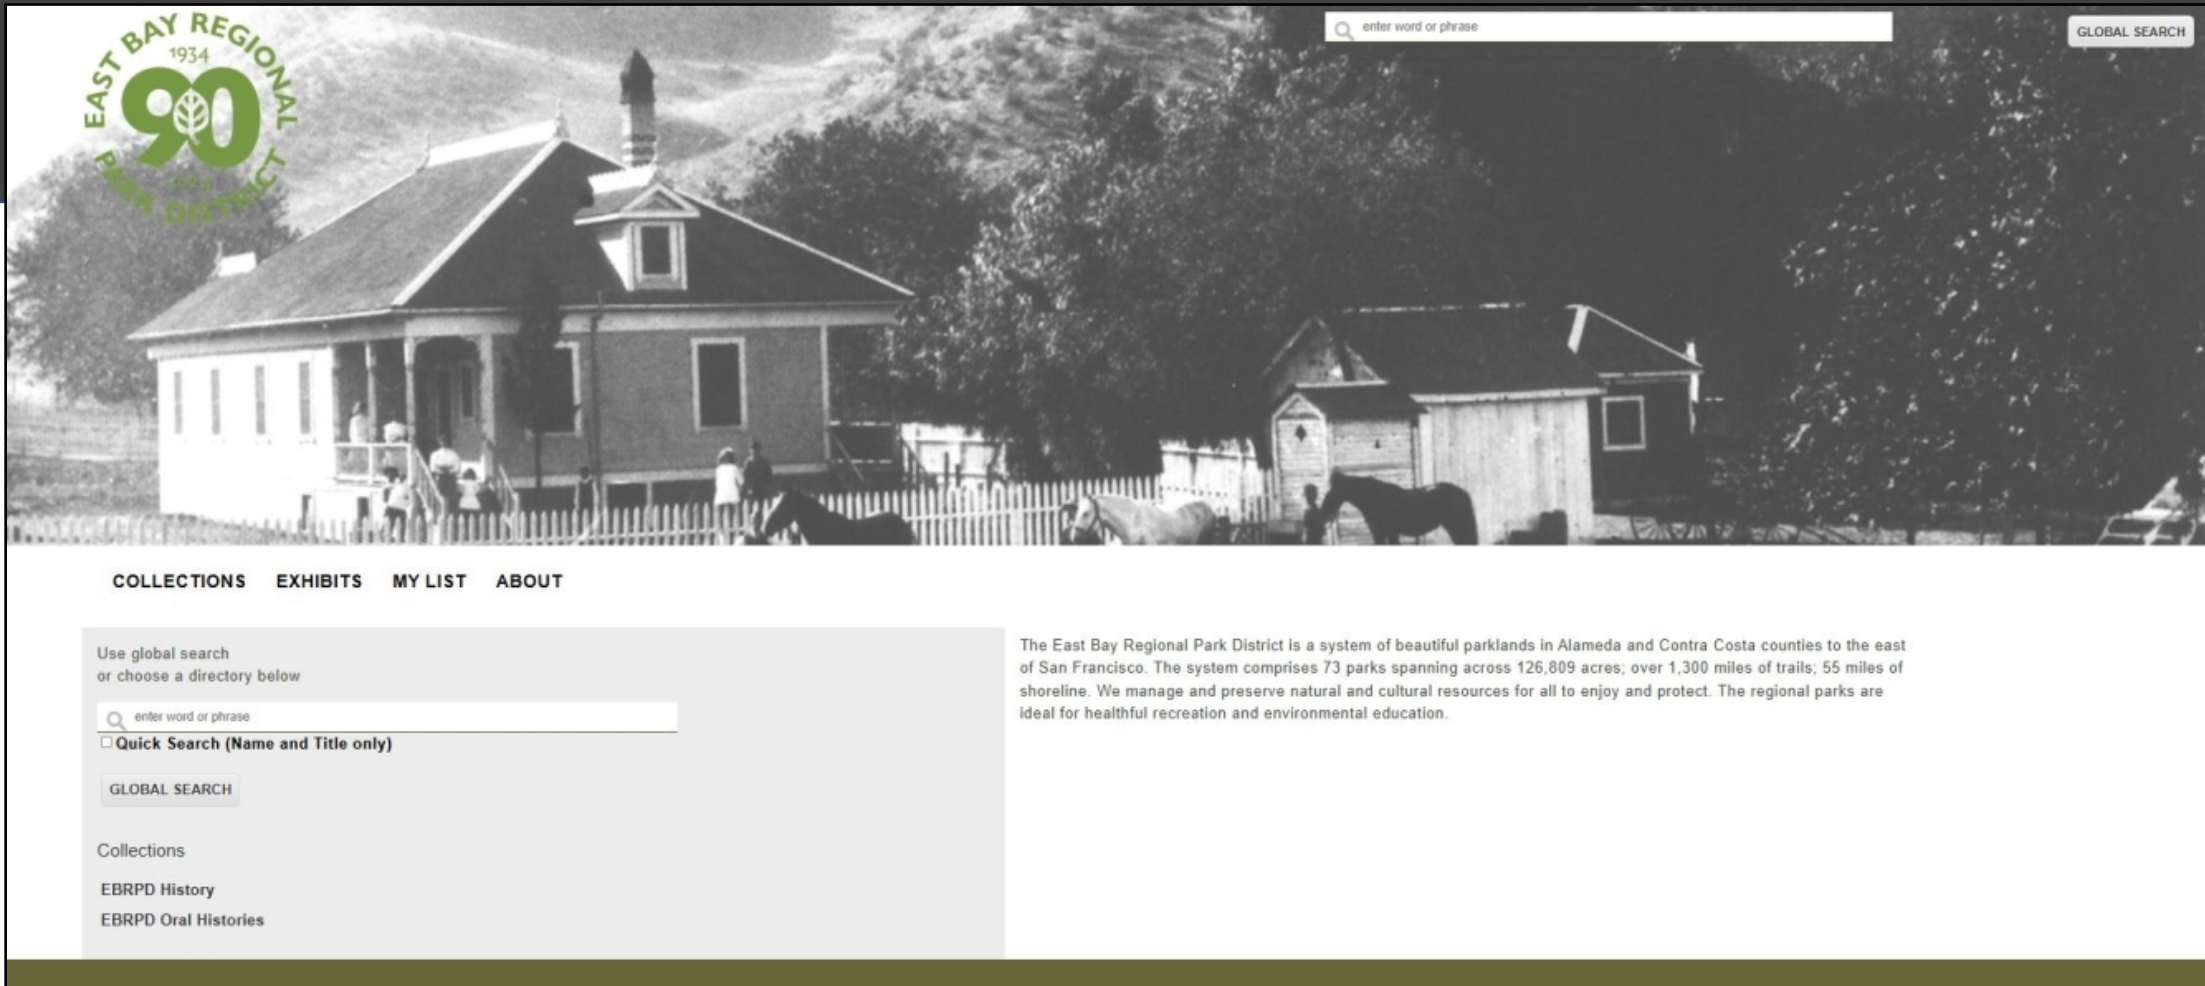 EAST BAY REGIONAL
1934
90
PARK DISTRICT
enter word or phrase
GLOBAL SEARCH
COLLECTIONS EXHIBITS MY LIST ABOUT
Use global search
or choose a directory below
enter word or phrase
Quick Search (Name and Title only)
GLOBAL SEARCH
Collections
EBRPD History
EBRPD Oral Histories
The East Bay Regional Park District is a system of beautiful parklands in Alameda and Contra Costa counties to the east
of San Francisco. The system comprises 73 parks spanning across 126,809 acres; over 1,300 miles of trails; 55 miles of
shoreline. We manage and preserve natural and cultural resources for all to enjoy and protect. The regional parks are
ideal for healthful recreation and environmental education.